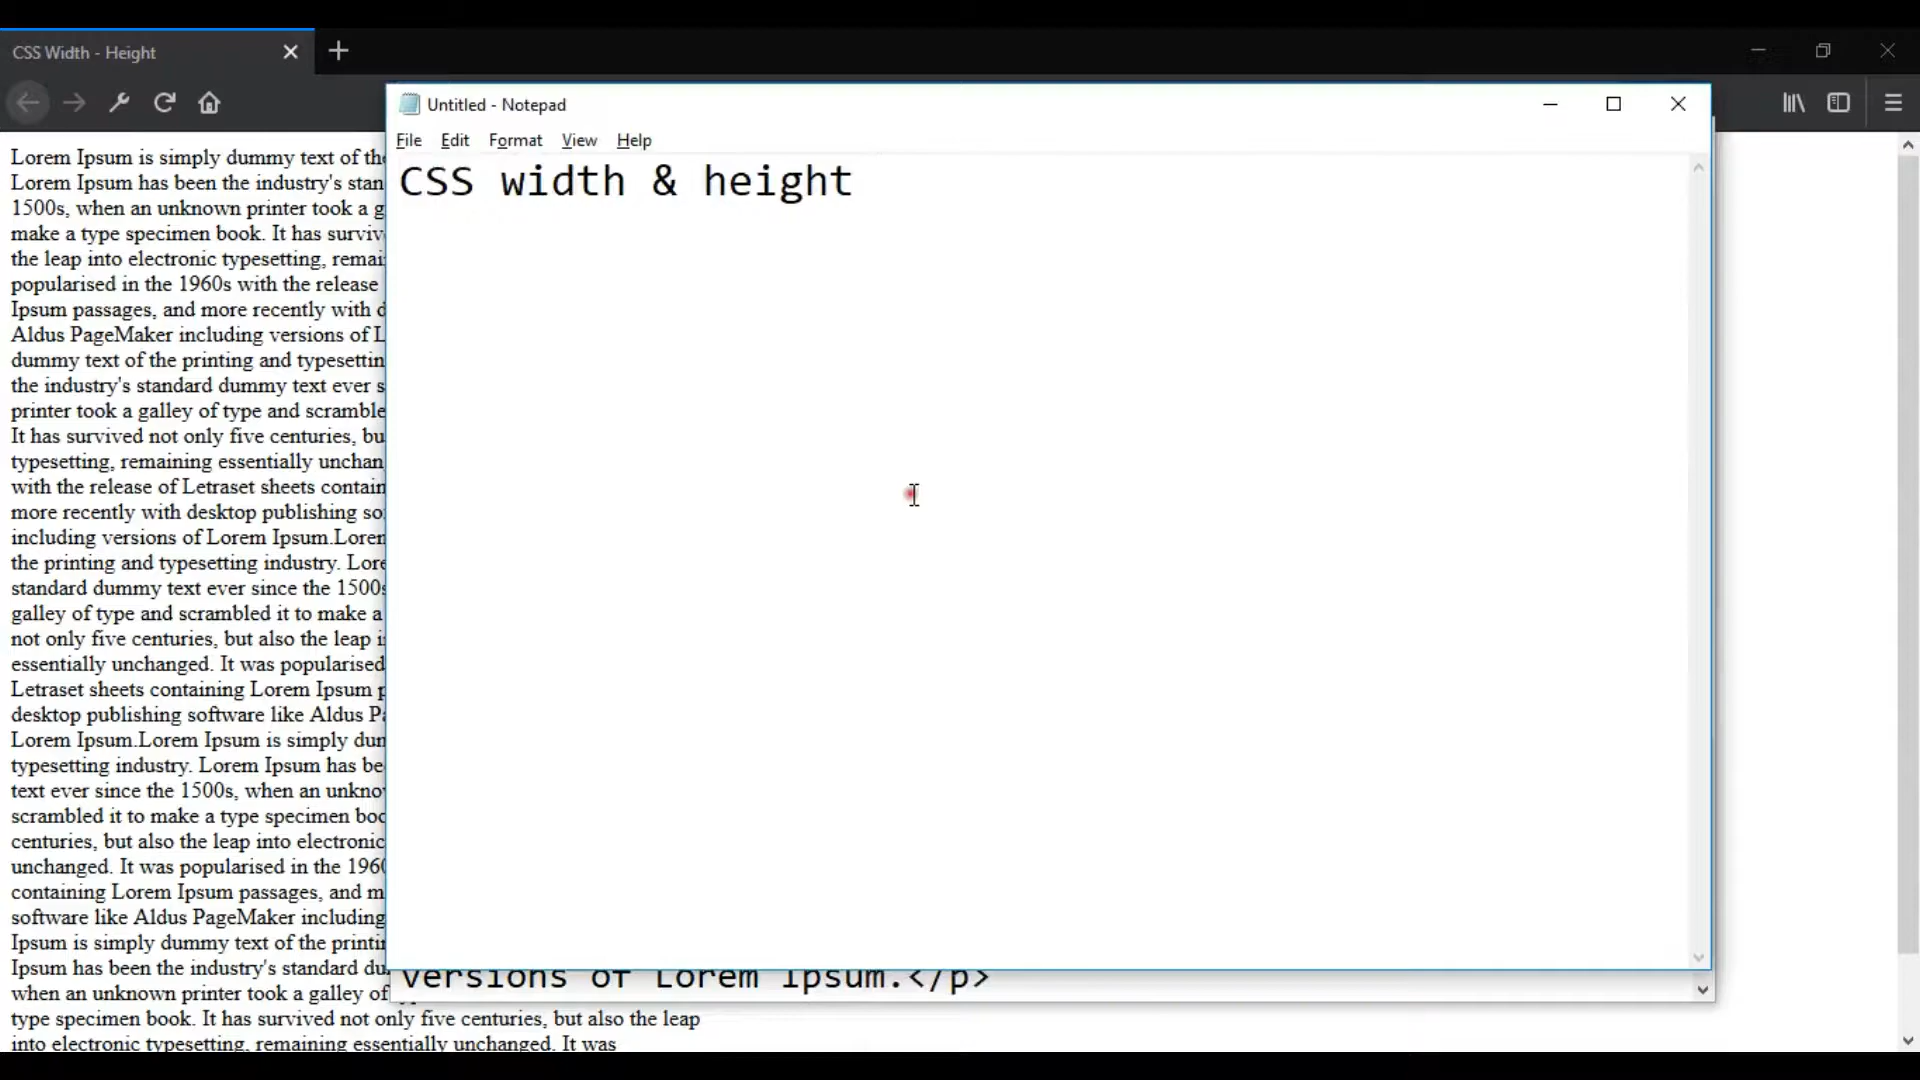 CSS Width - Height
Untitled - Notepad
File Edit Format View Help
CSS width & height
Lorem Ipsum is simply dummy text of the
Lorem Ipsum has been the industry's stan
1500s, when an unknown printer took a g
make a type specimen book. It has surviv
the leap into electronic typesetting, remai
popularised in the 1960s with the release
Ipsum passages, and more recently with d
Aldus PageMaker including versions of L
dummy text of the printing and typesettin
the industry's standard dummy text ever s
printer took a galley of type and scramble
It has survived not only five centuries, bu
typesetting, remaining essentially unchan
with the release of Letraset sheets contain
more recently with desktop publishing so
including versions of Lorem Ipsum.Loren
the printing and typesetting industry. Lore
standard dummy text ever since the 1500s
galley of type and scrambled it to make a
not only five centuries, but also the leap i
essentially unchanged. It was popularised
Letraset sheets containing Lorem Ipsum p
desktop publishing software like Aldus Pa
Lorem Ipsum.Lorem Ipsum is simply dum
typesetting industry. Lorem Ipsum has be
text ever since the 1500s, when an unknow
scrambled it to make a type specimen boo
centuries, but also the leap into electronic
unchanged. It was popularised in the 1960
containing Lorem Ipsum passages, and m
software like Aldus PageMaker including
Ipsum is simply dummy text of the printin
Ipsum has been the industry's standard du
versions of Lorem Ipsum.</p>
when an unknown printer took a galley of
type specimen book. It has survived not only five centuries, but also the leap
into electronic typesetting, remaining essentially unchanged. It was